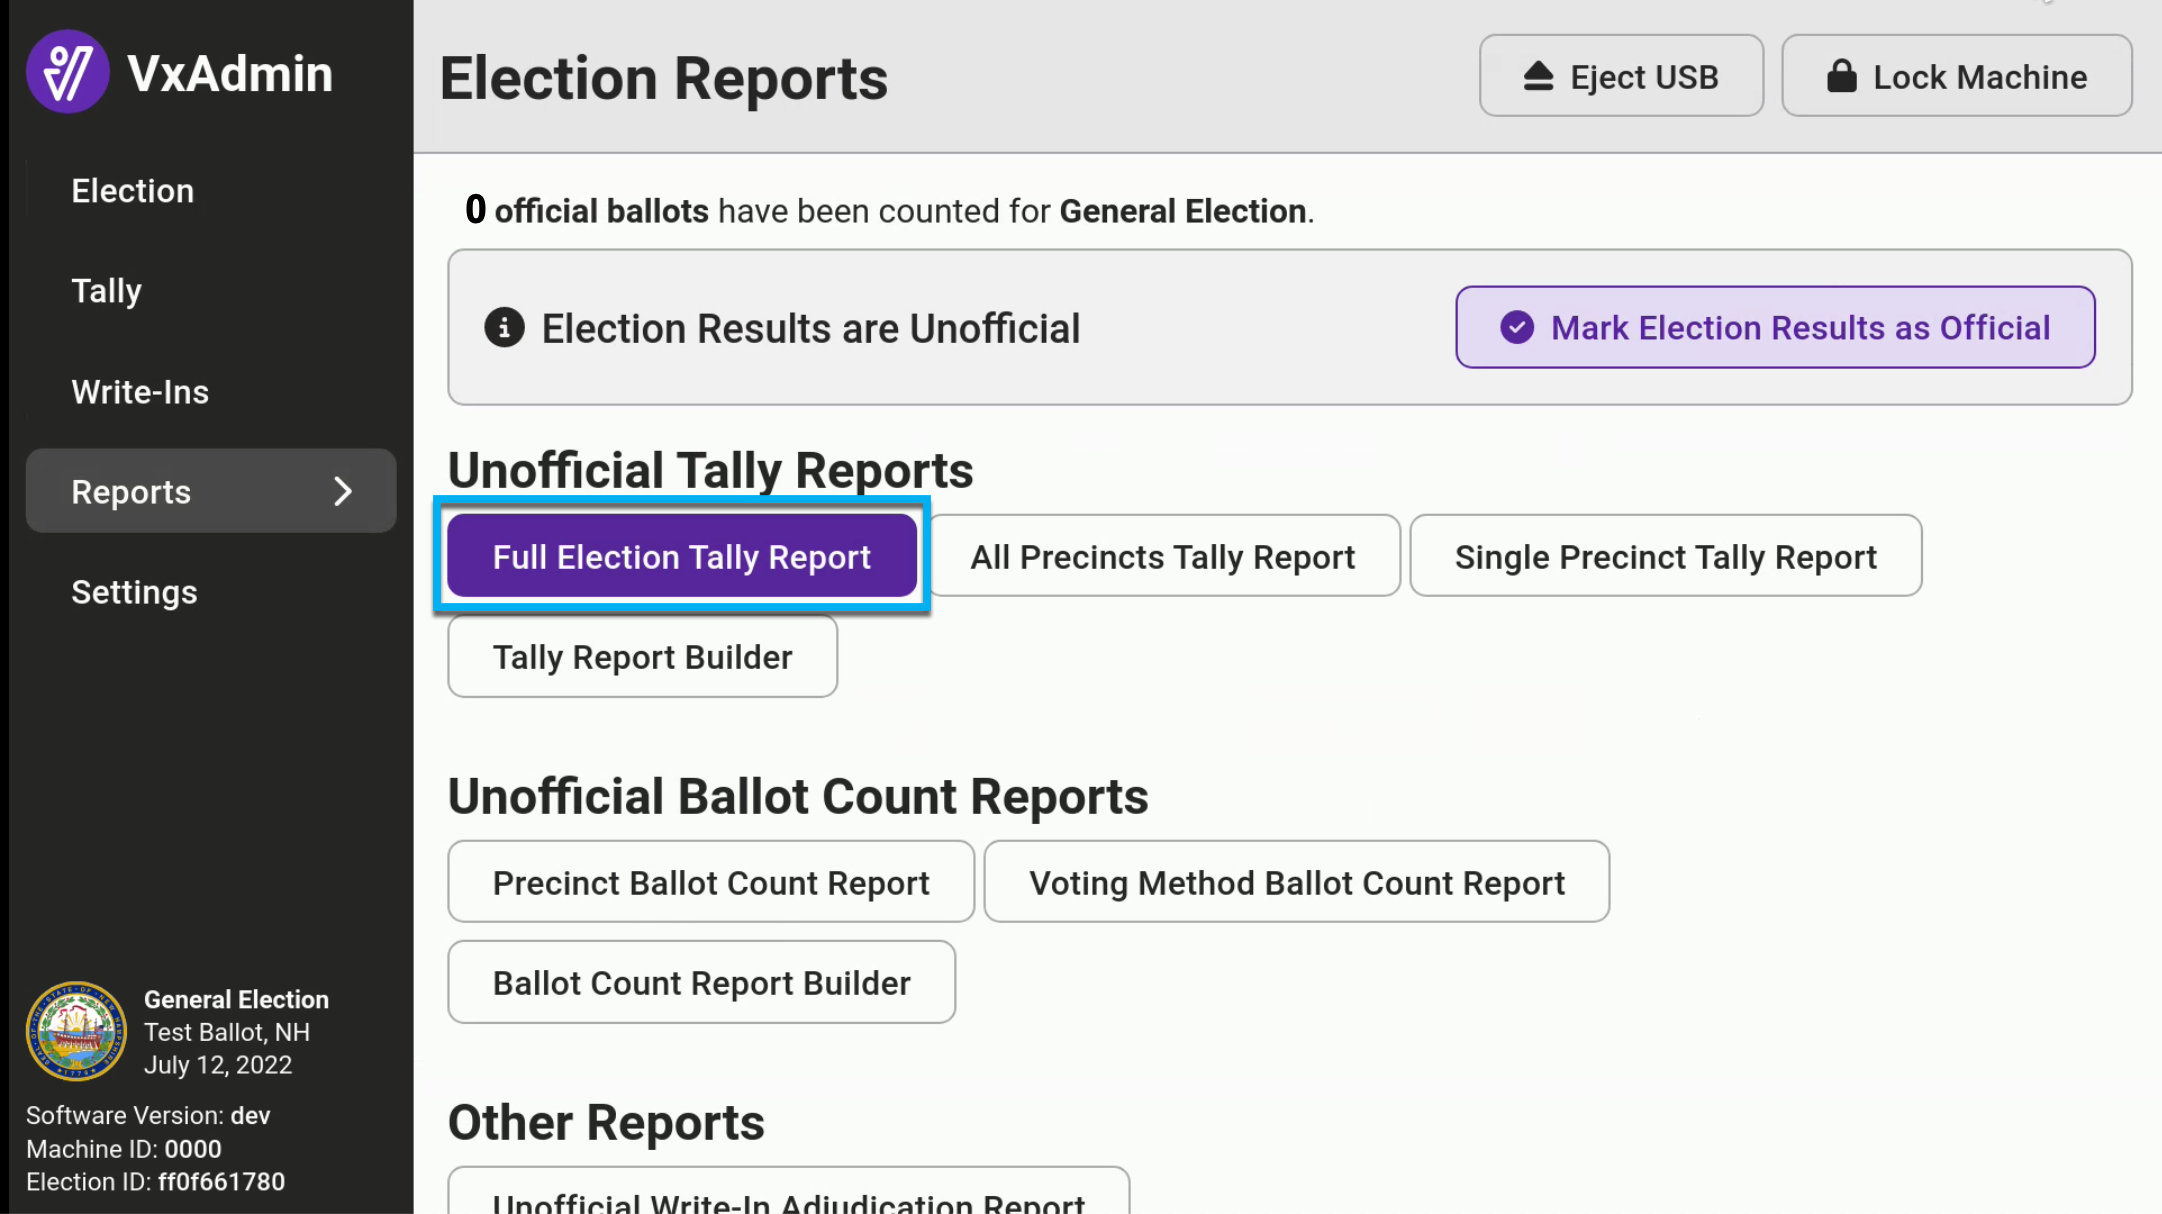 VxAdmin
Election
Tally
Write-Ins
Reports
Settings
General Election
Test Ballot, NH
July 12, 2022
Software Version: dev
Machine ID: 0000
Election ID: ff0f661780
Election Reports
Eject USB
Lock Machine
0 official ballots have been counted for General Election.
Election Results are Unofficial
Mark Election Results as Official
Unofficial Tally Reports
Full Election Tally Report
All Precincts Tally Report
Single Precinct Tally Report
Tally Report Builder
Unofficial Ballot Count Reports
Precinct Ballot Count Report
Voting Method Ballot Count Report
Ballot Count Report Builder
Other Reports
Unofficial Write-In Adjudication Report